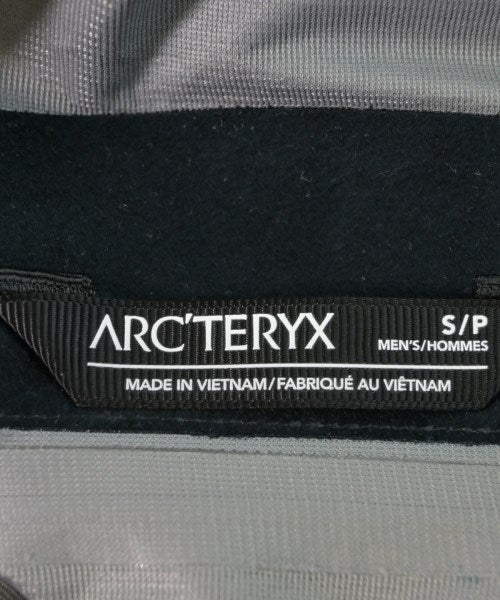 ARC'TERYX
S/P
MEN'S/HOMMES
MADE IN VIETNAM/FABRIQUÉ AU VIÊTNAM